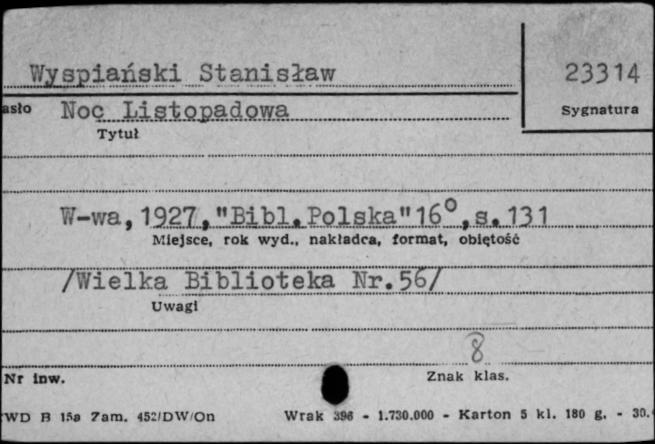 Wyspiański Stanisław
23314
asło Noc Listopadowa
Sygnatura
Tytuł
W-wa, 1927, "Bibl. Polska" 16°, s. 131
Miejsce, rok wyd., nakładca, format, objętość
/Wielka Biblioteka Nr. 56/
Uwagi
8
Nr inw.
Znak klas.
WD B 15a Zam. 452/DW/On Wrak 396 - 1.730.000 - Karton 5 kl. 180 g. - 30.